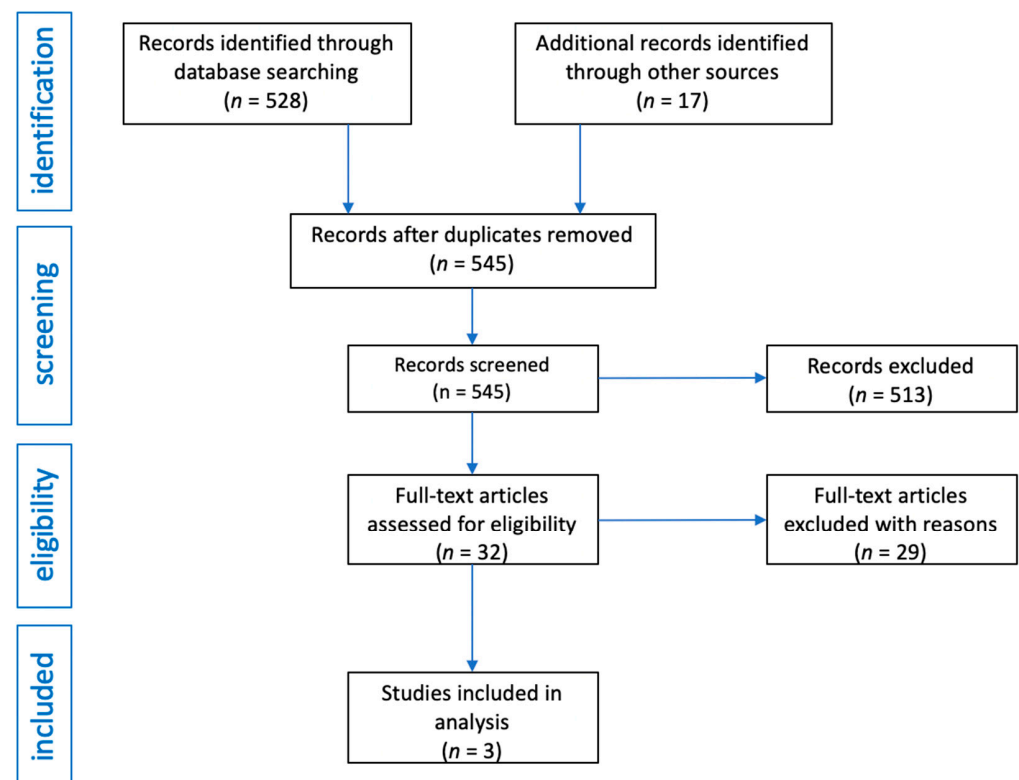 identification
Records identified through
database searching
(n = 528)
Additional records identified
through other sources
(n = 17)
screening
Records after duplicates removed
(n = 545)
Records screened
(n = 545)
Records excluded
(n = 513)
eligibility
Full-text articles
assessed for eligibility
(n = 32)
Full-text articles
excluded with reasons
(n = 29)
included
Studies included in
analysis
(n = 3)